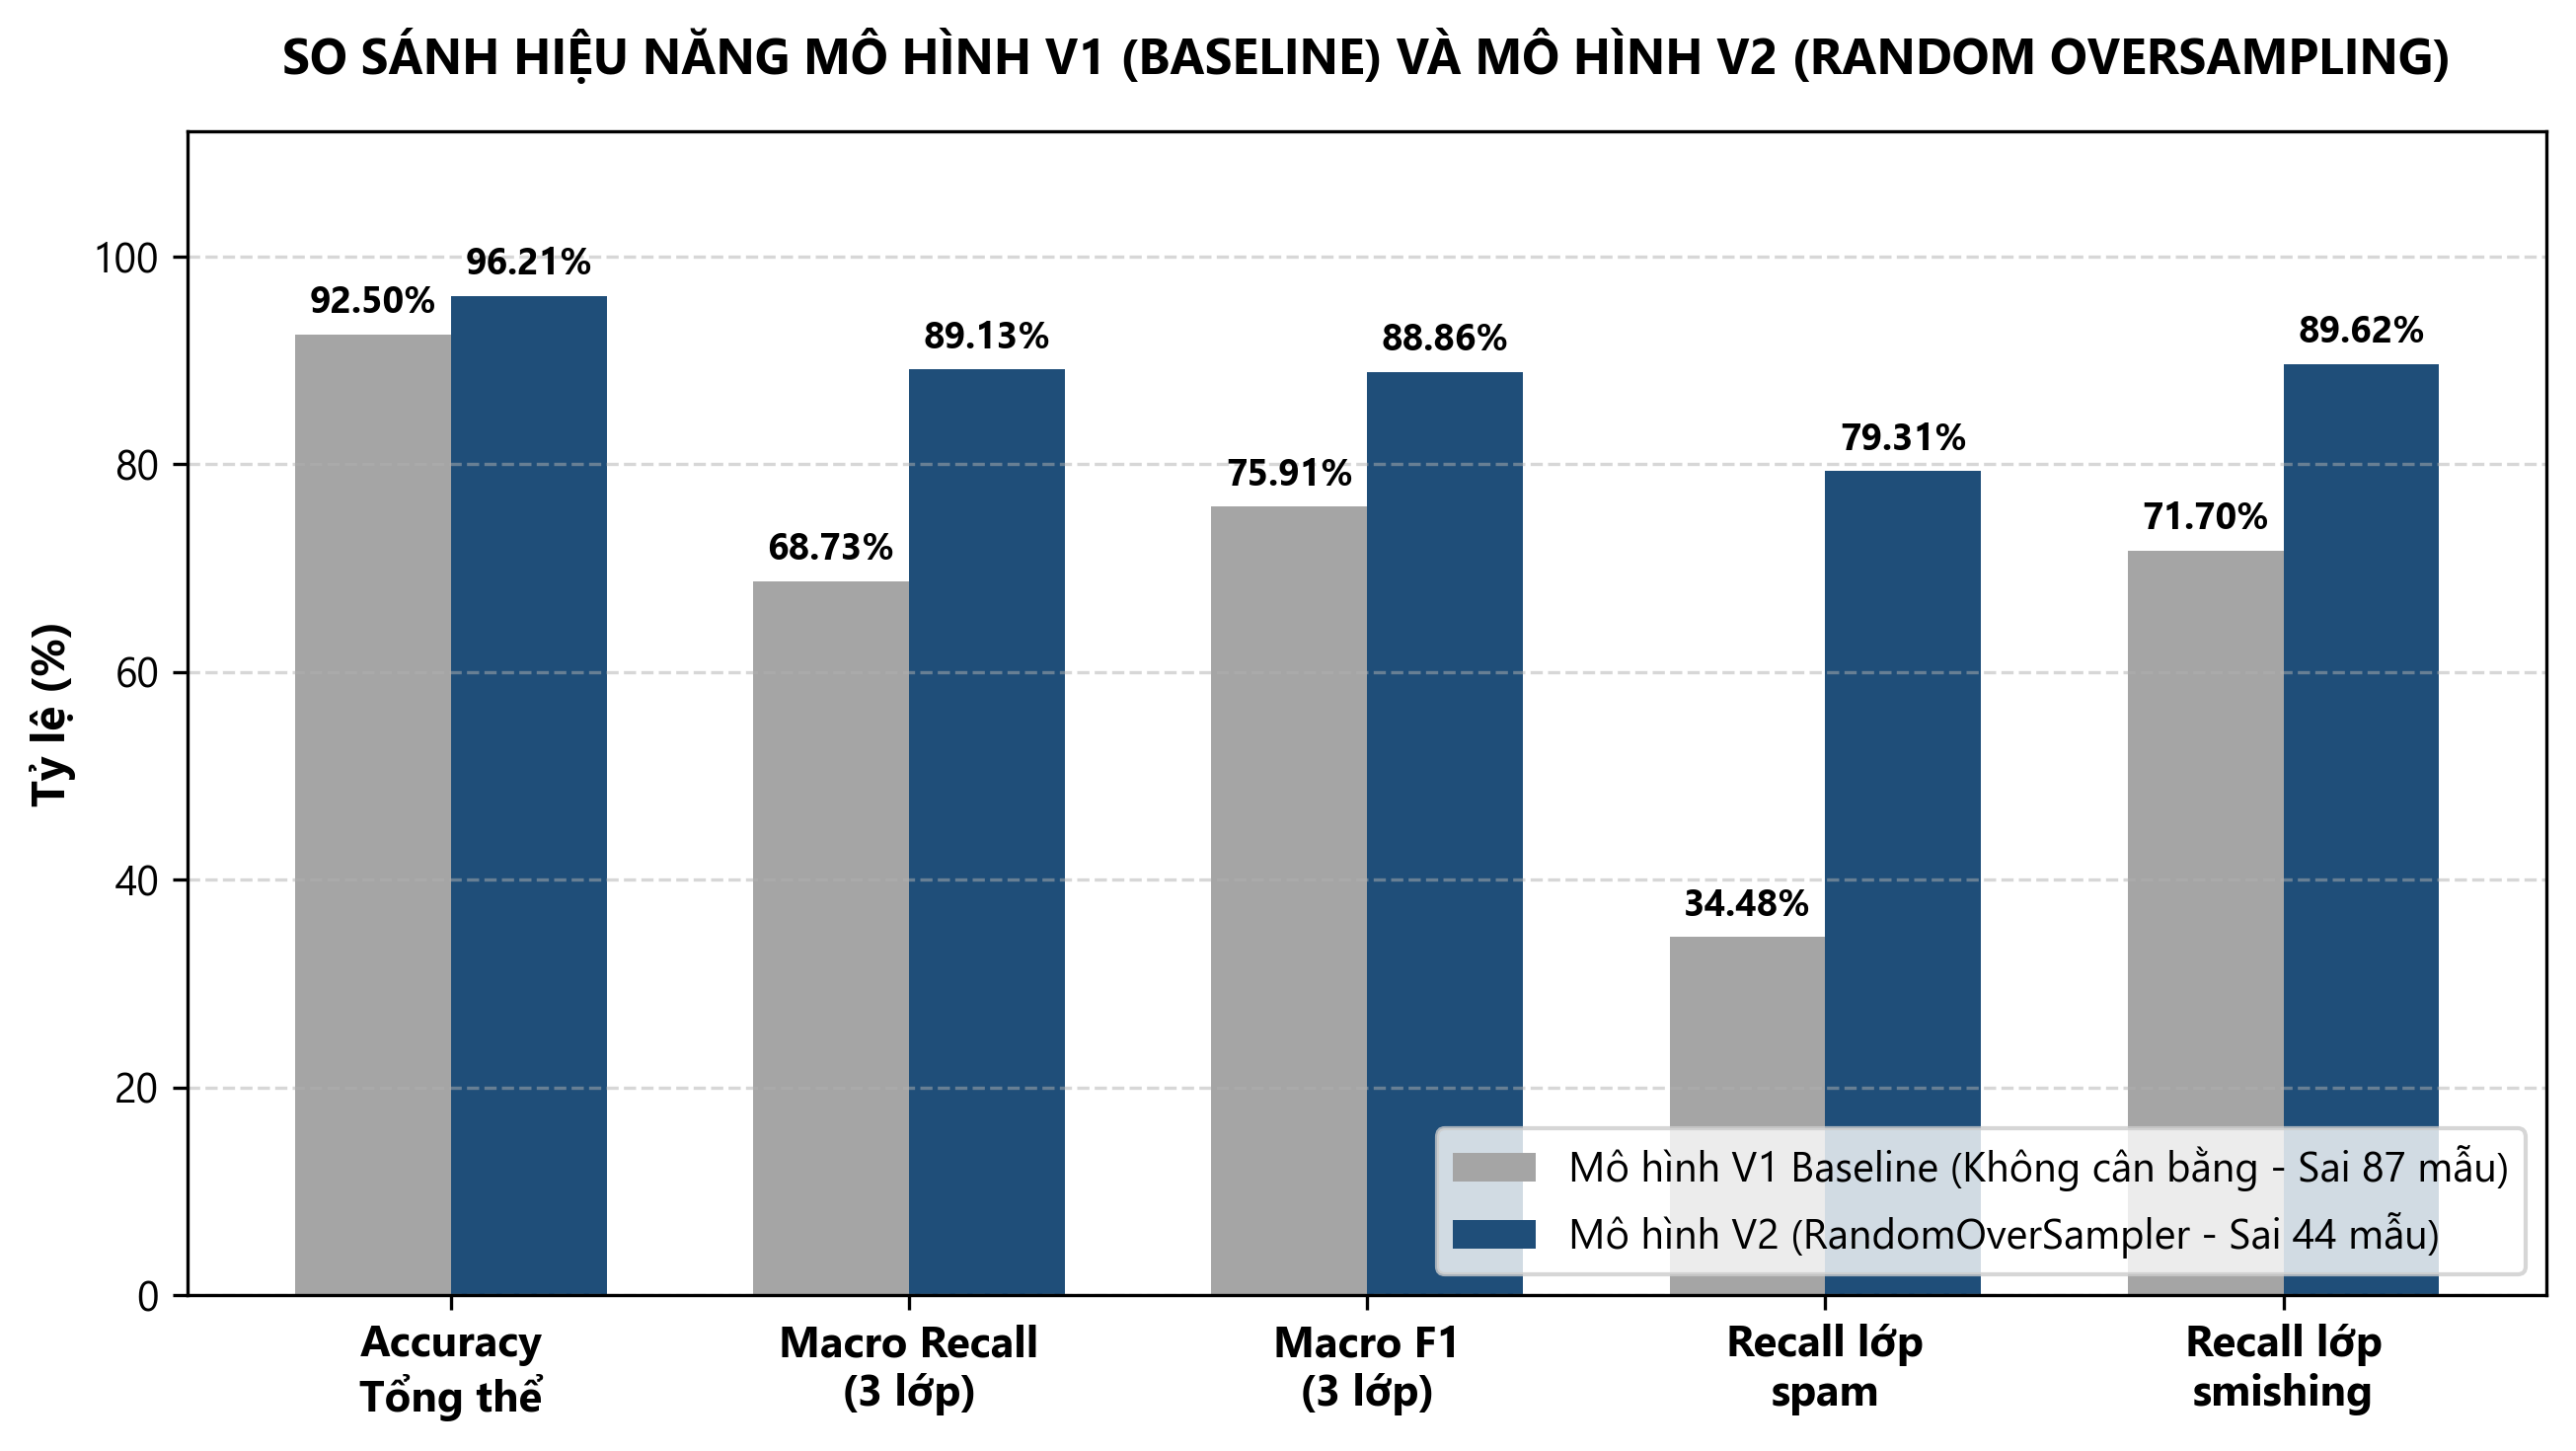 SO SÁNH HIỆU NĂNG MÔ HÌNH V1 (BASELINE) VÀ MÔ HÌNH V2 (RANDOM OVERSAMPLING)
Tỷ lệ (%)
100
80
60
40
20
0
92.50%
96.21%
68.73%
89.13%
75.91%
88.86%
34.48%
79.31%
71.70%
89.62%
Mô hình V1 Baseline (Không cân bằng - Sai 87 mẫu)
Mô hình V2 (RandomOverSampler - Sai 44 mẫu)
Accuracy
Tổng thể
Macro Recall
(3 lớp)
Macro F1
(3 lớp)
Recall lớp
spam
Recall lớp
smishing